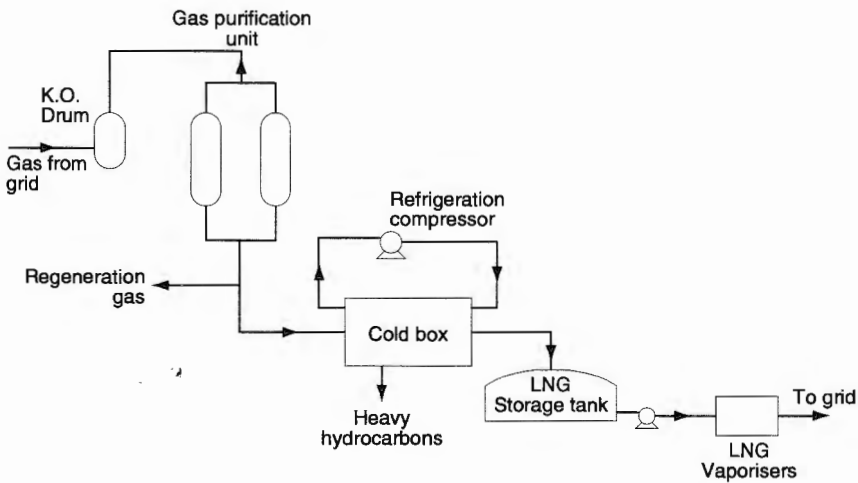 Gas purification
unit
K.O.
Drum
Gas from
grid
Refrigeration
compressor
Regeneration
gas
Cold box
LNG
Storage tank
To grid
Heavy
hydrocarbons
LNG
Vaporisers